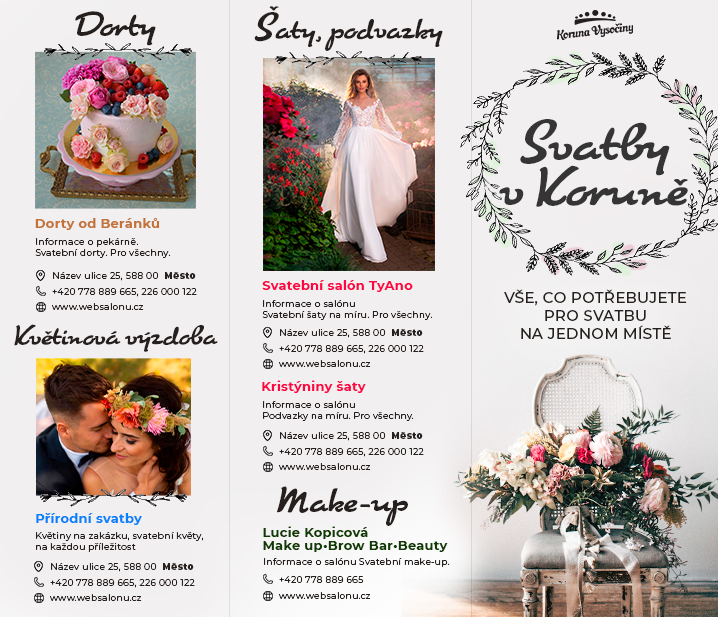 Dorty
Dorty od Beránků
Informace o pekárně.
Svatební dorty. Pro všechny.
Název ulice 25, 588 00 Město
+420 778 889 665, 226 000 122
www.websalonu.cz
Květinová výzdoba
Přírodní svatby
Květiny na zakázku, svatební květy,
na každou příležitost
Název ulice 25, 588 00 Město
+420 778 889 665, 226 000 122
www.websalonu.cz
Šaty, podvazky
Svatební salón TyAno
Informace o salónu
Svatební šaty na míru. Pro všechny.
Název ulice 25, 588 00 Město
+420 778 889 665, 226 000 122
www.websalonu.cz
Kristýniny šaty
Informace o salónu
Podvazky na míru. Pro všechny.
Název ulice 25, 588 00 Město
+420 778 889 665, 226 000 122
www.websalonu.cz
Make-up
Lucie Kopicová
Make up•Brow Bar•Beauty
Informace o salónu Svatební make-up.
+420 778 889 665
www.websalonu.cz
Koruna Vysočiny
Svatby
v Koruně
VŠE, CO POTŘEBUJETE
PRO SVATBU
NA JEDNOM MÍSTĚ